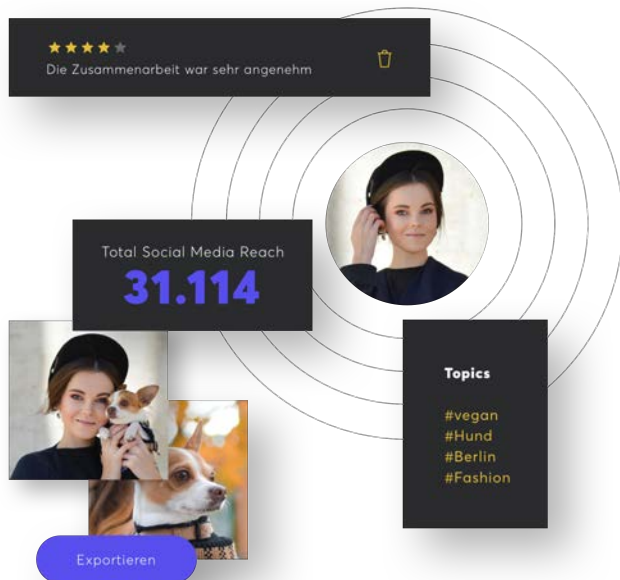 Die Zusammenarbeit war sehr angenehm
Total Social Media Reach
31.114
Topics
#vegan
#Hund
#Berlin
#Fashion
Exportieren